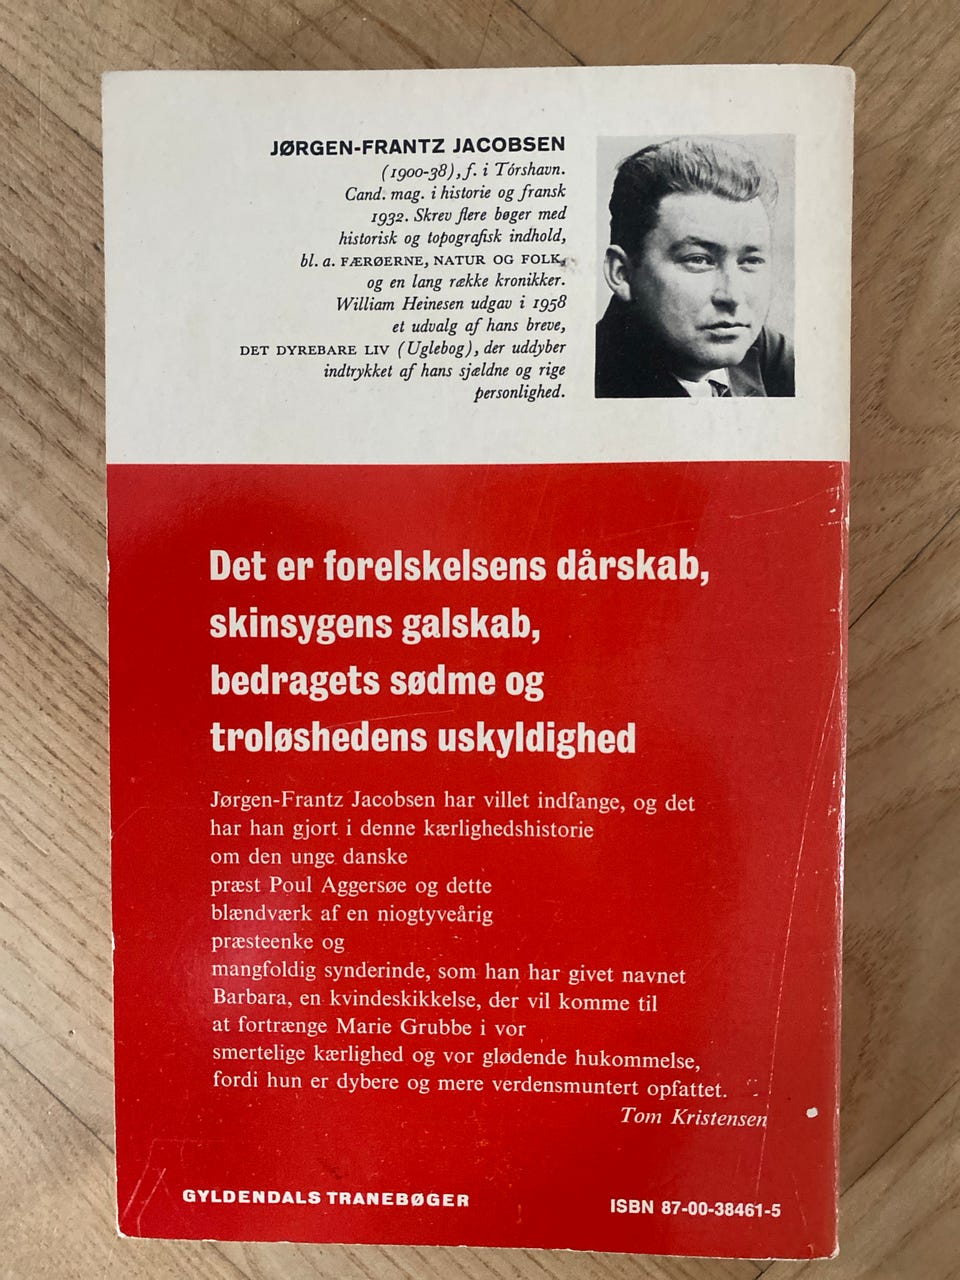 JØRGEN-FRANTZ JACOBSEN
(1900-38), f. i Tórshavn.
Cand. mag. i historie og fransk
1932. Skrev flere bøger med
historisk og topografisk indhold,
bl. a. FÆRØERNE, NATUR OG FOLK,
og en lang række kronikker.
William Heinesen udgav i 1958
et udvalg af hans breve,
DET DYREBARE LIV (Uglebog), der uddyber
indtrykket af hans sjældne og rige
personlighed.
Det er forelskelsens dårskab,
skinsygens galskab,
bedragets sødme og
troløshedens uskyldighed
Jørgen-Frantz Jacobsen har villet indfange, og det
har han gjort i denne kærlighedshistorie
om den unge danske
præst Poul Aggersøe og dette
blændværk af en niogtyveårig
præsteenke og
mangfoldig synderinde, som han har givet navnet
Barbara, en kvindeskikkelse, der vil komme til
at fortrænge Marie Grubbe i vor
smertelige kærlighed og vor glødende hukommelse,
fordi hun er dybere og mere verdensmuntert opfattet.
Tom Kristensen
GYLDENDALS TRANEBØGER
ISBN 87-00-38461-5